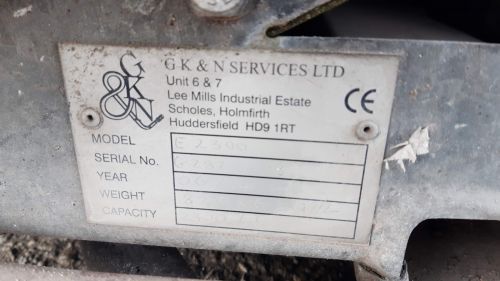 G K & N
G K & N SERVICES LTD
Unit 6 & 7
Lee Mills Industrial Estate
Scholes, Holmfirth
Huddersfield HD9 1RT
CE
MODEL E 2500
SERIAL No.
YEAR
WEIGHT
CAPACITY